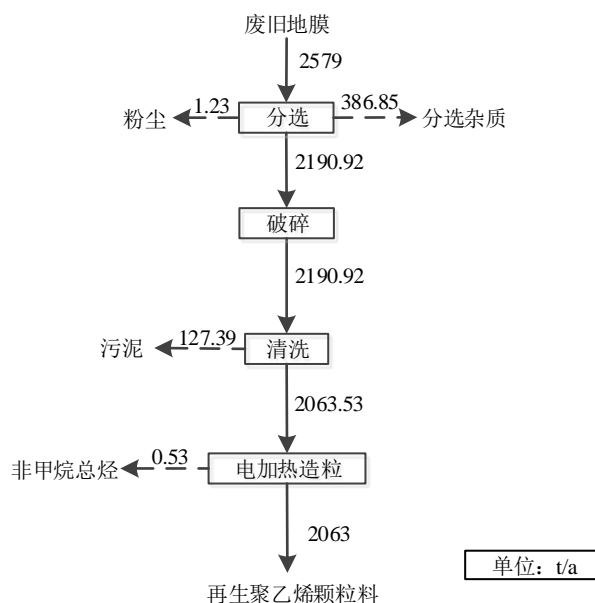 废旧地膜
2579
粉尘
1.23
分选
386.85
分选杂质
2190.92
破碎
2190.92
污泥
127.39
清洗
2063.53
非甲烷总烃
0.53
电加热造粒
2063
单位：t/a
再生聚乙烯颗粒料